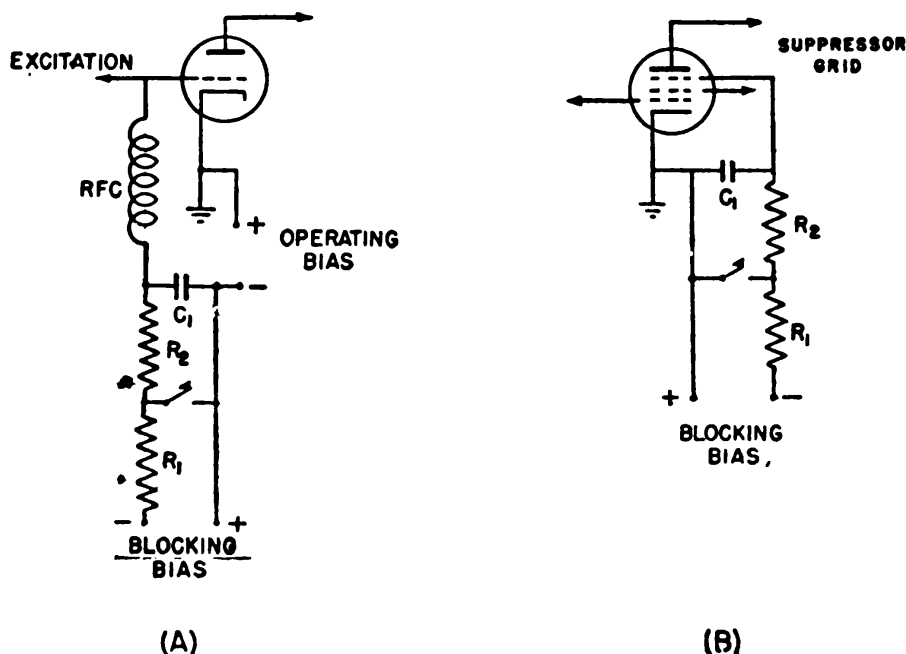 EXCITATION
RFC
+
OPERATING
BIAS
-
C1
R2
R1
- +
BLOCKING
BIAS
(A)
SUPPRESSOR
GRID
C1
R2
R1
+ -
BLOCKING
BIAS,
(B)